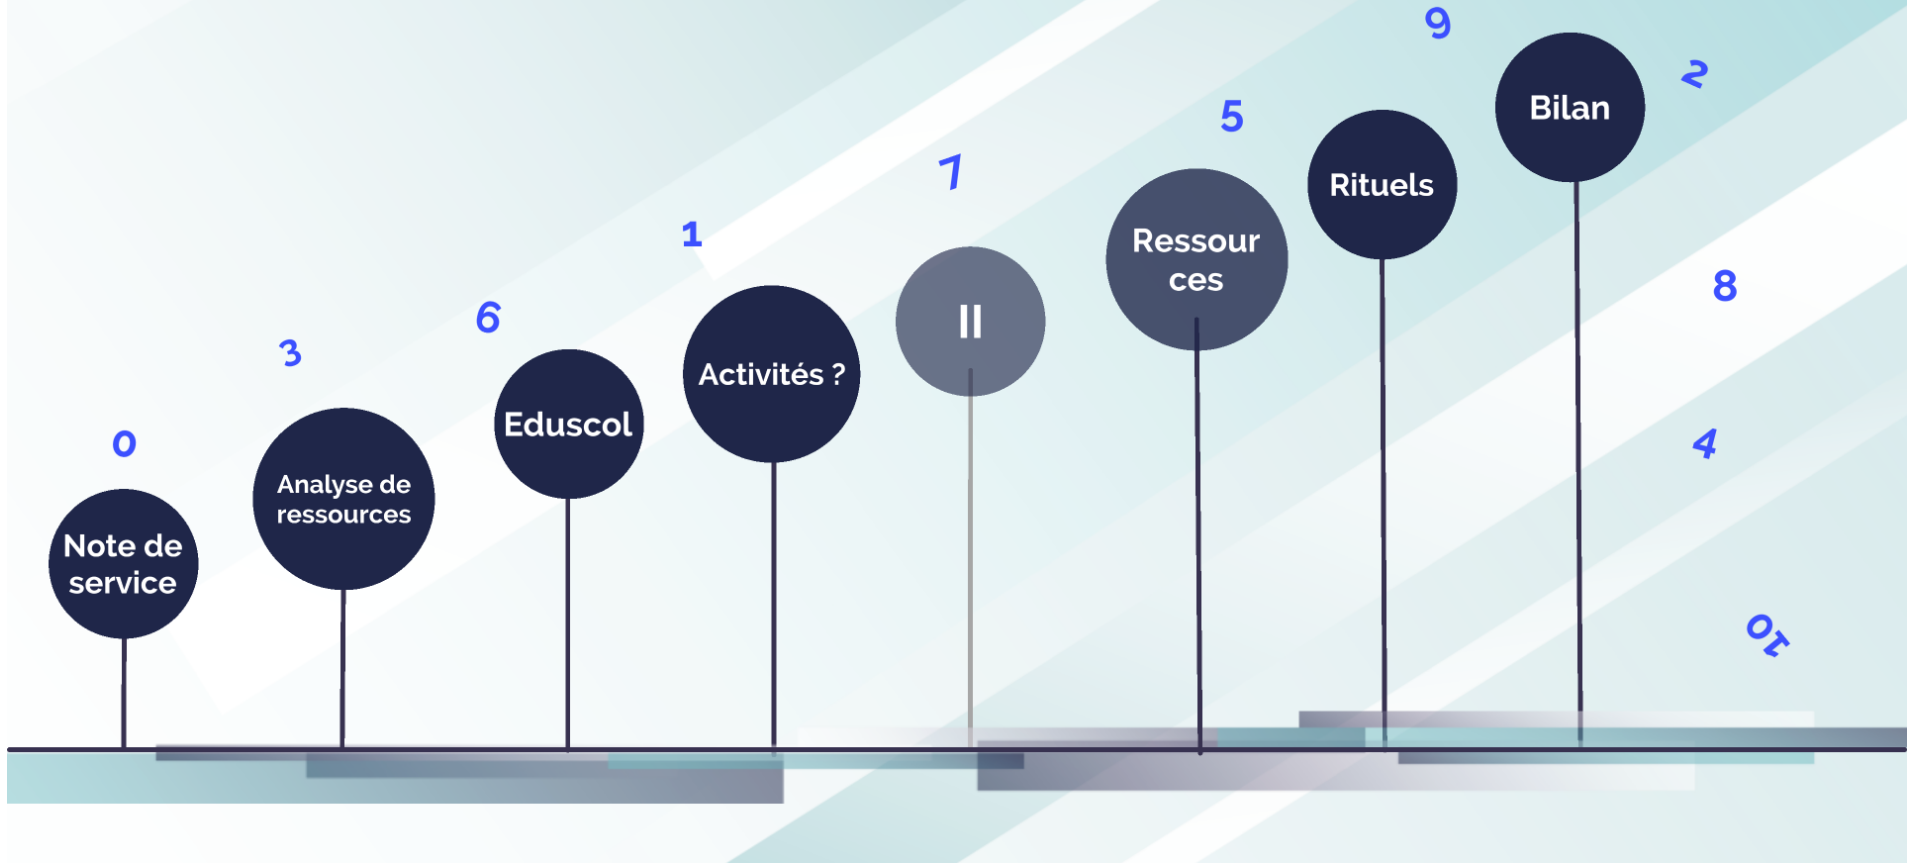 0
Note de
service
3
Analyse de
ressources
6
Eduscol
1
Activités ?
7
II
5
Ressour
ces
9
Rituels
Bilan
2
8
4
10